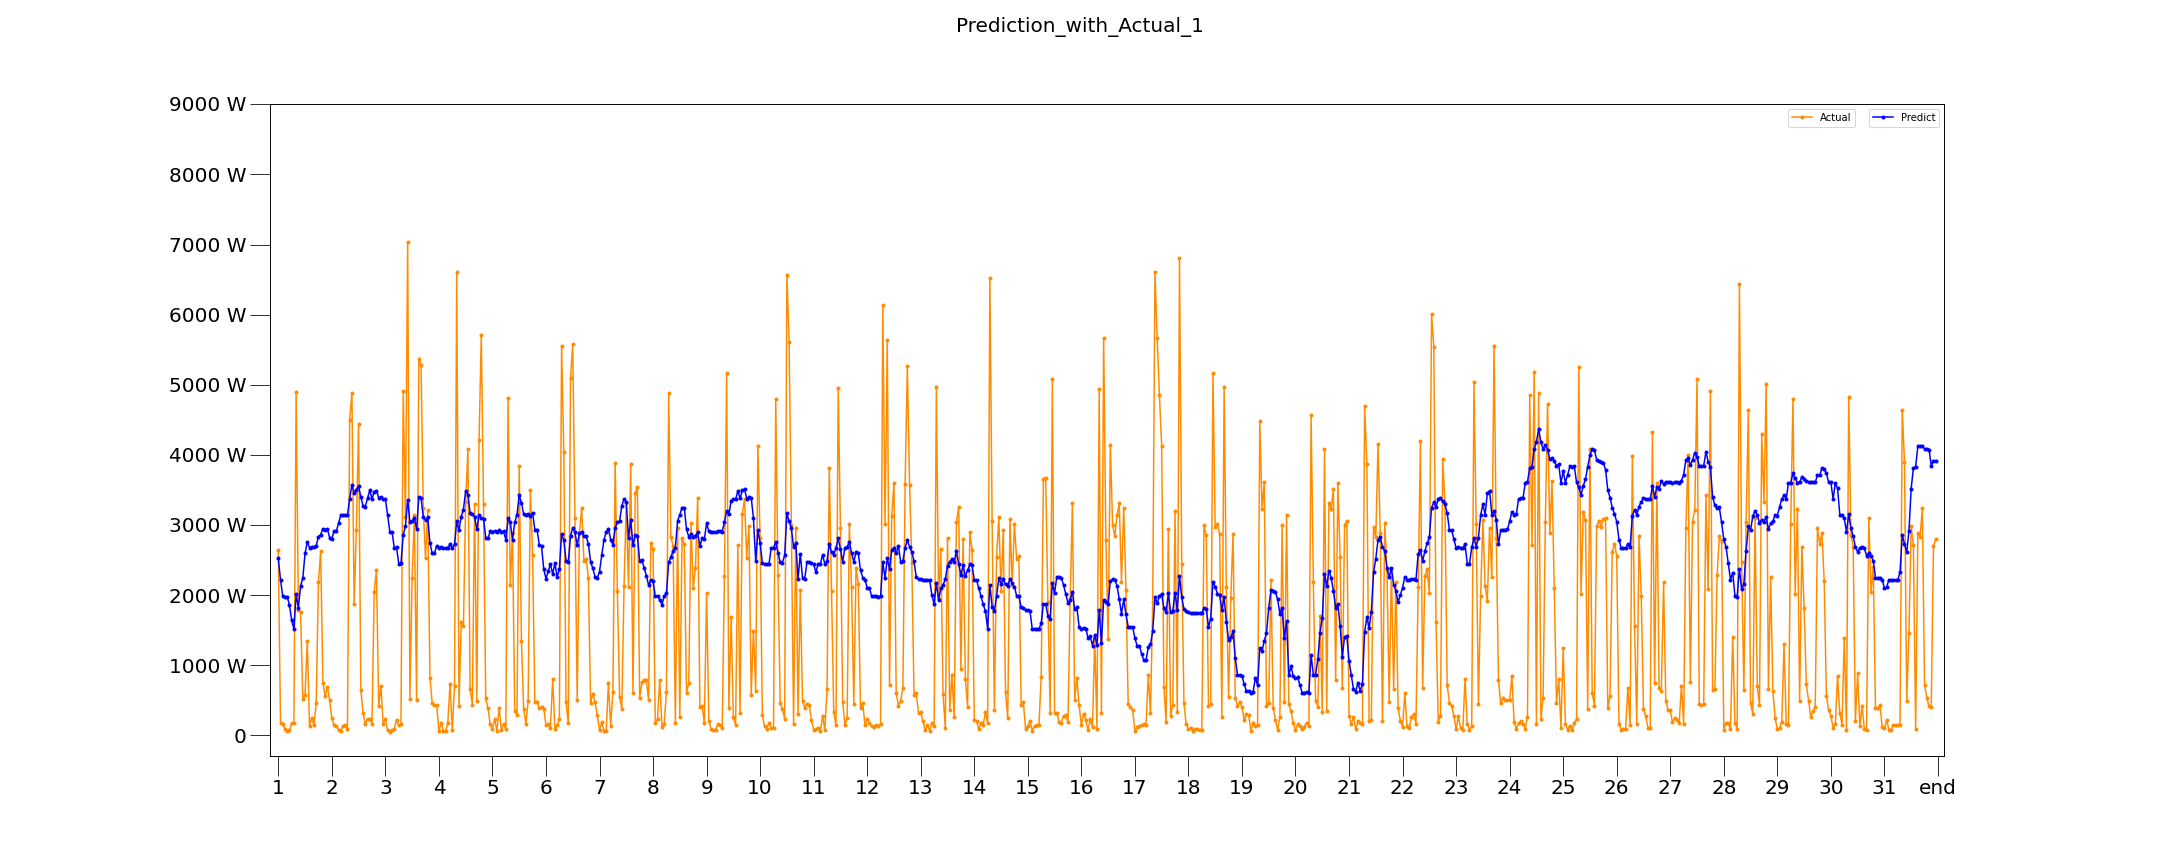 Prediction_with_Actual_1
9000 W
8000 W
7000 W
6000 W
5000 W
4000 W
3000 W
2000 W
1000 W
0
Actual Predict
1 2 3 4 5 6 7 8 9 10 11 12 13 14 15 16 17 18 19 20 21 22 23 24 25 26 27 28 29 30 31 end